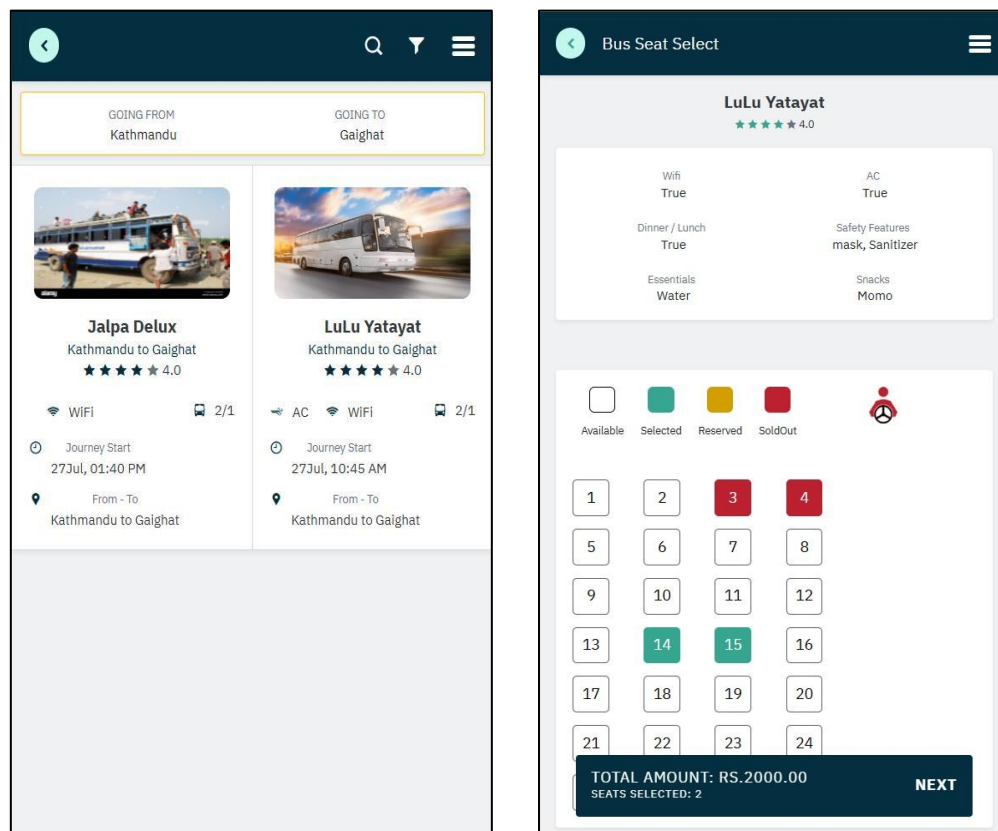 GOING FROM
Kathmandu
GOING TO
Gaighat
alamy
Jalpa Delux
Kathmandu to Gaighat
4.0
WiFi
2/1
Journey Start
27Jul, 01:40 PM
From - To
Kathmandu to Gaighat
LuLu Yatayat
Kathmandu to Gaighat
4.0
AC
WiFi
2/1
Journey Start
27Jul, 10:45 AM
From - To
Kathmandu to Gaighat
Bus Seat Select
LuLu Yatayat
4.0
Wifi
True
AC
True
Dinner / Lunch
True
Safety Features
mask, Sanitizer
Essentials
Water
Snacks
Momo
Available Selected Reserved SoldOut
1 2 3 4
5 6 7 8
9 10 11 12
13 14 15 16
17 18 19 20
21 22 23 24
TOTAL AMOUNT: RS.2000.00
SEATS SELECTED: 2
NEXT